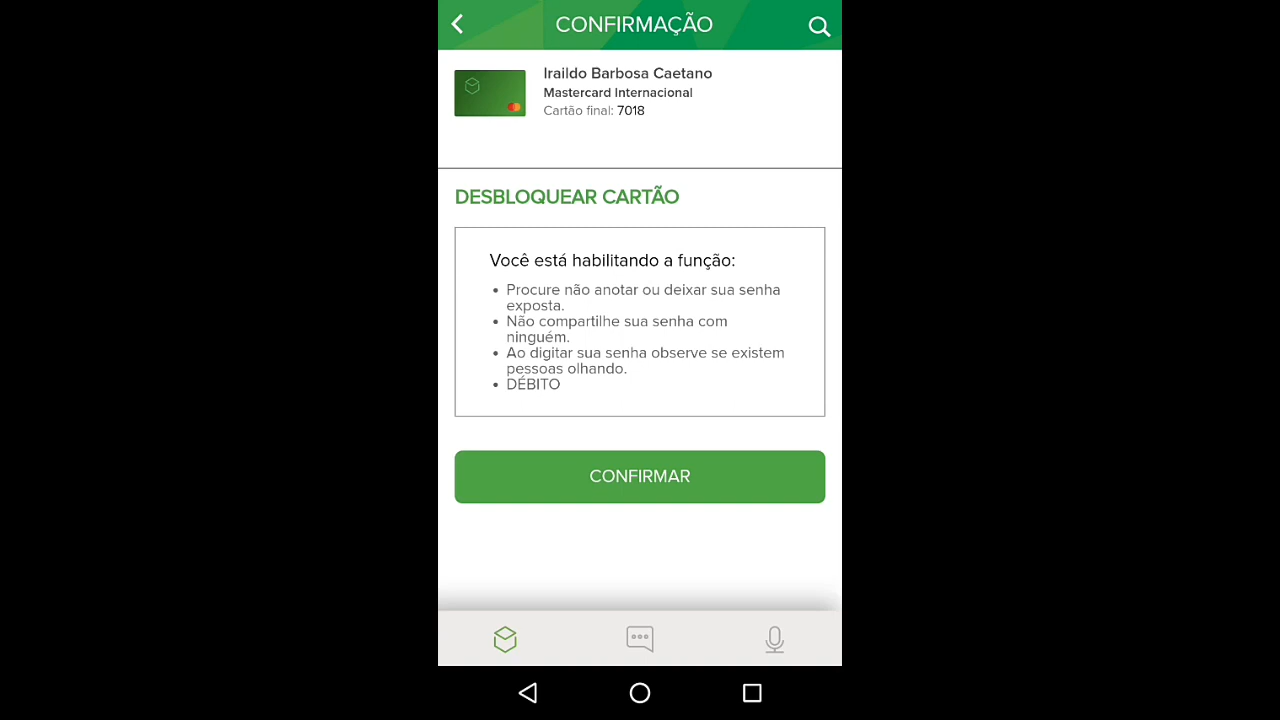 CONFIRMAÇÃO
Iraildo Barbosa Caetano
Mastercard Internacional
Cartão final: 7018
DESBLOQUEAR CARTÃO
Você está habilitando a função:
• Procure não anotar ou deixar sua senha
exposta.
• Não compartilhe sua senha com
ninguém.
• Ao digitar sua senha observe se existem
pessoas olhando.
• DÉBITO
CONFIRMAR